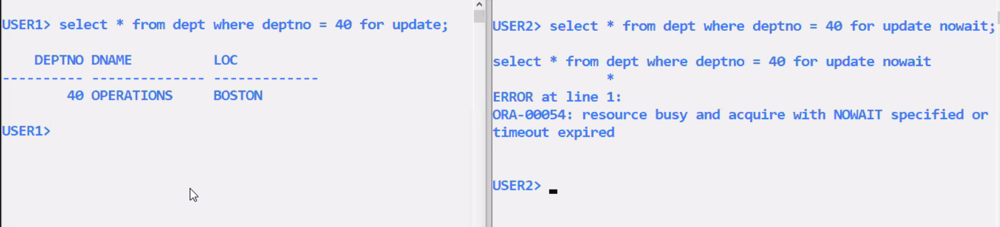 USER1> select * from dept where deptno = 40 for update;
    DEPTNO DNAME          LOC
---------- -------------- -------------
        40 OPERATIONS     BOSTON
USER1>
USER2> select * from dept where deptno = 40 for update nowait;
select * from dept where deptno = 40 for update nowait
              *
ERROR at line 1:
ORA-00054: resource busy and acquire with NOWAIT specified or
timeout expired
USER2>